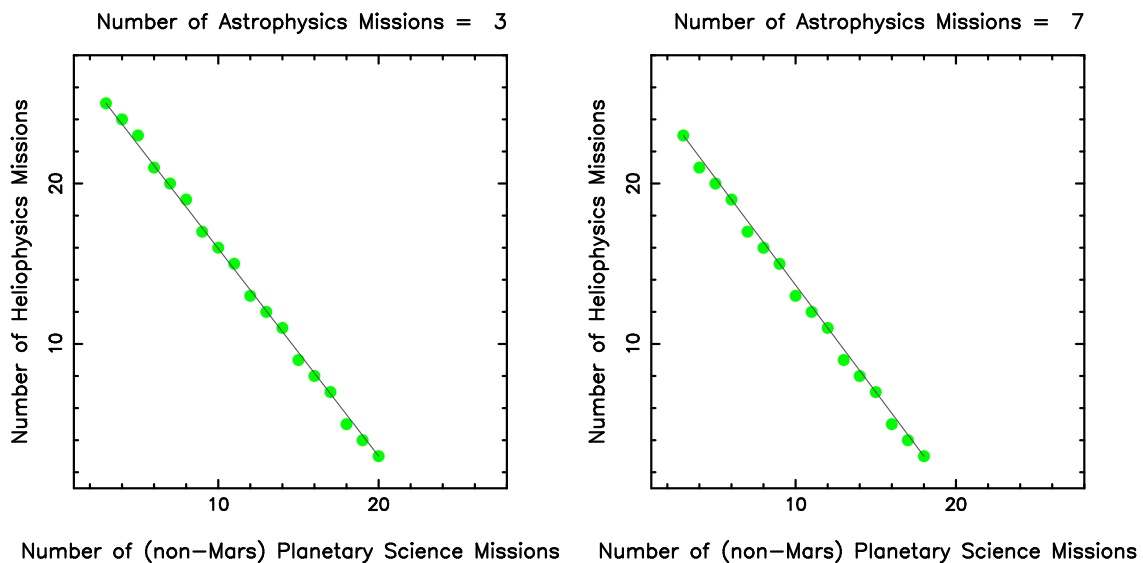 Number of Astrophysics Missions = 3
Number of Heliophysics Missions
20
10
10 20
Number of (non-Mars) Planetary Science Missions
Number of Astrophysics Missions = 7
Number of Heliophysics Missions
20
10
10 20
Number of (non-Mars) Planetary Science Missions